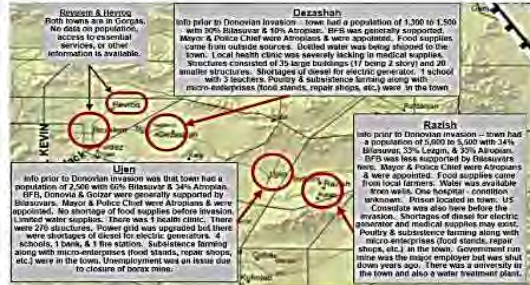 Revalem & Hevroq
Both towns are in Gorgas.
No data on population,
access to essential
services, or other
information is available.
Dezashah
Info prior to Donovian invasion – town had a population of 1,300 to 1,500
with 90% Bilasuvar & 10% Atropian. BFB was generally supported.
Mayor & Police Chief were Atropians & were appointed. Food supplies
came from outside sources. Bottled water was being shipped to the
town. Local health clinic was severely lacking in medical supplies.
Structures consisted of 35 large buildings (17 being 2 story) and 20
smaller structures. Shortages of diesel for electric generator. 1 school
with 3 teachers. Poultry & subsistence farming along with
micro-enterprises (food stands, repair shops, etc.) were in the town
Hevroq
Razish
Info prior to Donovian invasion – town had a
population of 5,000 to 5,500 with 34%
Bilasuvar, 33% Lezgin, & 33% Atropian.
BFB was less supported by Bilasuvars
here. Mayor & Police Chief were Atropians
& were appointed. Food supplies came
from local farmers. Water was available
from wells. One hospital - condition
unknown. Prison located in town. US
Consulate was also here before the
invasion. Shortages of diesel for electric
generator and medical supplies may exist.
Poultry & subsistence farming along with
micro-enterprises (food stands, repair
shops, etc.) in the town. Government run
mine was the major employer but was shut
down years ago. There was a university in
the town and also a water treatment plant.
Ujen
Info prior to Donovian invasion was that town had a
population of 2,500 with 66% Bilasuvar & 34% Atropian.
BFB, Donovia & Goizar were generally supported by
Bilasuvars. Mayor & Police Chief were Atropians & were
appointed. No shortage of food supplies before invasion.
Limited water supplies. There was 1 health clinic. There
were 270 structures. Power grid was upgraded but there
were shortages of diesel for electric generators. 4
schools, 1 bank, & 1 fire station. Subsistence farming
along with micro-enterprises (food stands, repair shops,
etc.) were in the town. Unemployment was an issue due
to closure of borax mine.
Razish